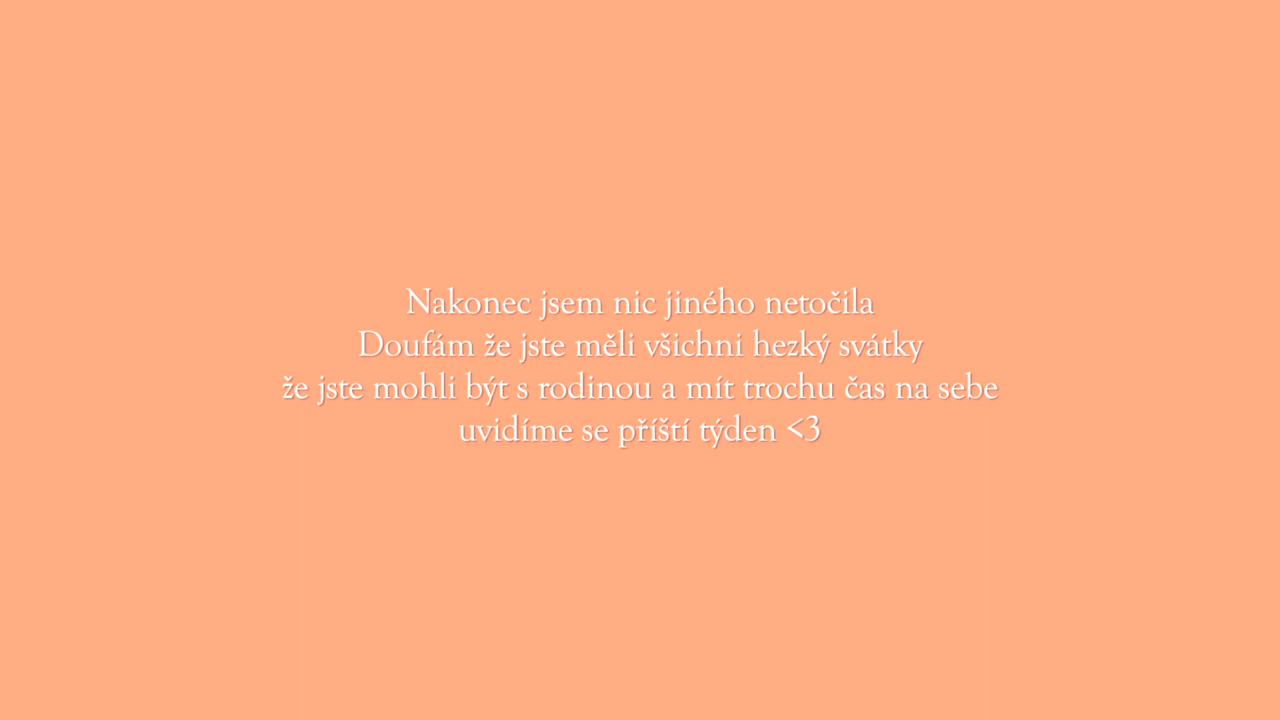 Nakonec jsem nic jiného netočila
Doufám že jste měli všichni hezký svátky
že jste mohli být s rodinou a mít trochu čas na sebe
uvidíme se příští týden <3